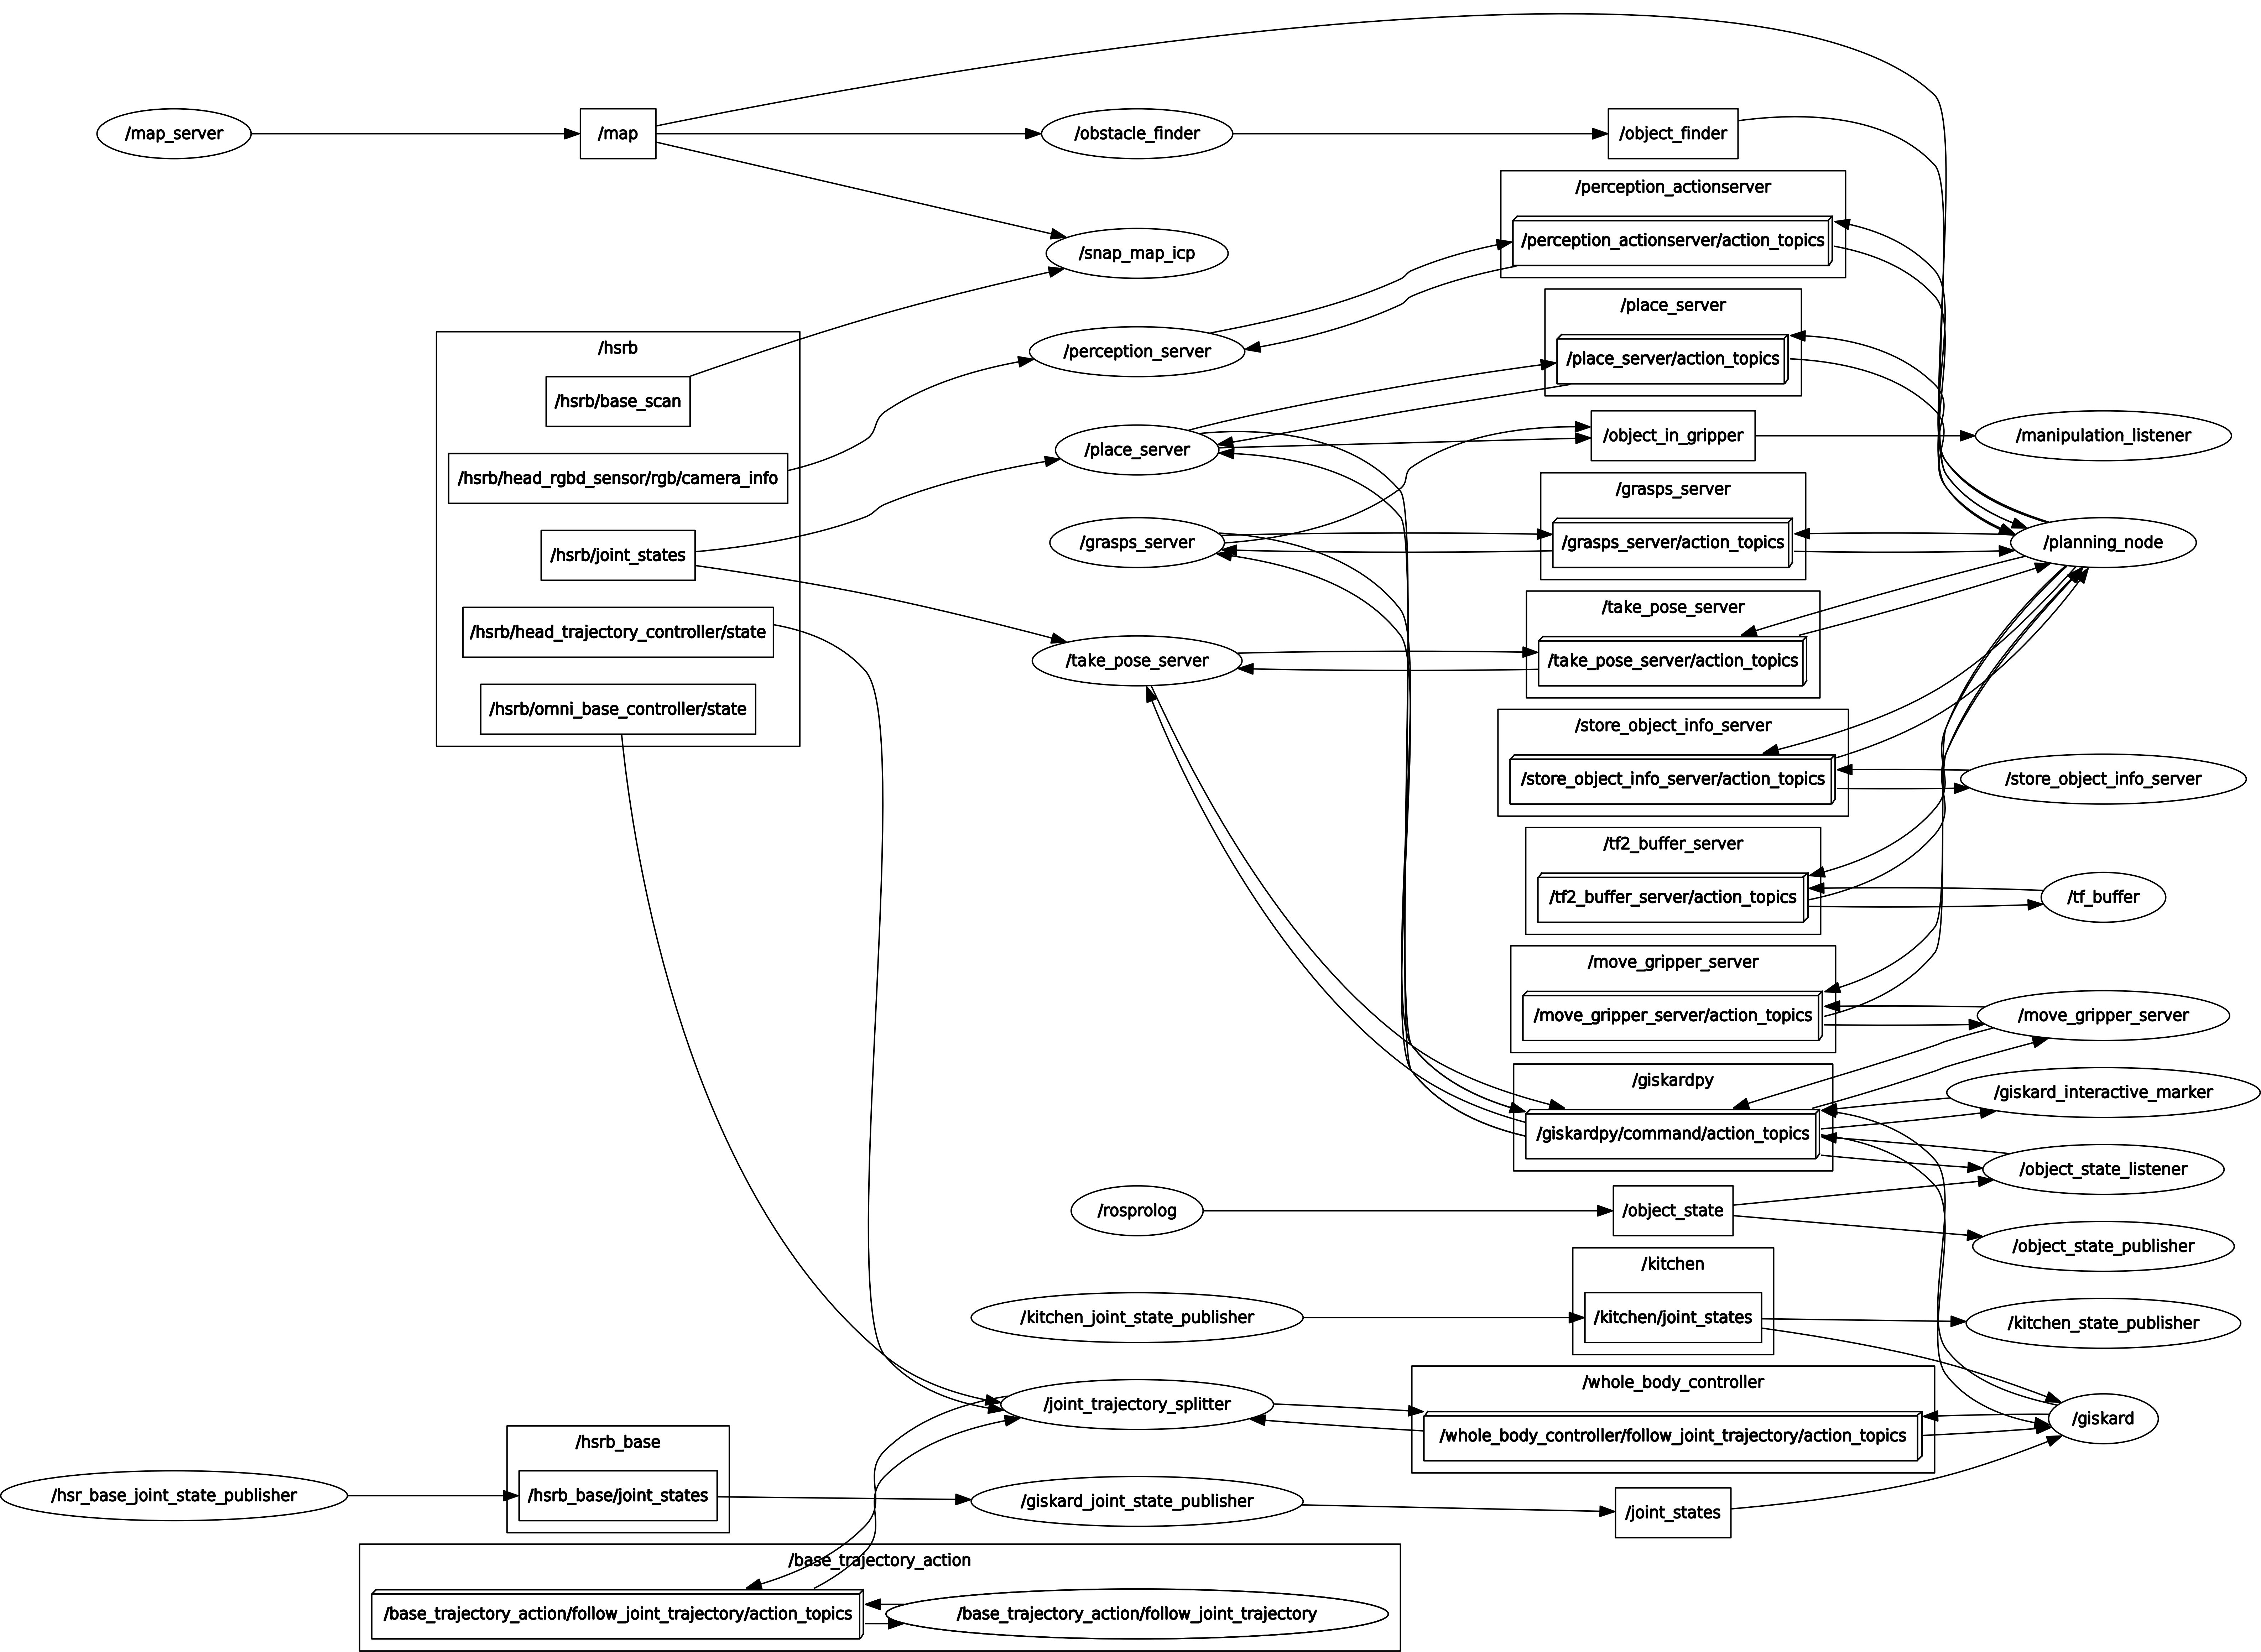 /map_server
/map
/obstacle_finder
/object_finder
/perception_actionserver
/perception_actionserver/action_topics
/snap_map_icp
/place_server
/place_server/action_topics
/hsrb
/perception_server
/hsrb/base_scan
/object_in_gripper
/manipulation_listener
/place_server
/hsrb/head_rgbd_sensor/rgb/camera_info
/grasps_server
/grasps_server/action_topics
/grasps_server
/planning_node
/hsrb/joint_states
/take_pose_server
/hsrb/head_trajectory_controller/state
/take_pose_server
/take_pose_server/action_topics
/hsrb/omni_base_controller/state
/store_object_info_server
/store_object_info_server/action_topics
/store_object_info_server
/tf2_buffer_server
/tf2_buffer_server/action_topics
/tf_buffer
/move_gripper_server
/move_gripper_server/action_topics
/move_gripper_server
/giskardpy
/giskard_interactive_marker
/giskardpy/command/action_topics
/object_state_listener
/rosprolog
/object_state
/object_state_publisher
/kitchen
/kitchen_joint_state_publisher
/kitchen/joint_states
/kitchen_state_publisher
/whole_body_controller
/joint_trajectory_splitter
/giskard
/whole_body_controller/follow_joint_trajectory/action_topics
/hsrb_base
/hsr_base_joint_state_publisher
/hsrb_base/joint_states
/giskard_joint_state_publisher
/joint_states
/base_trajectory_action
/base_trajectory_action/follow_joint_trajectory/action_topics
/base_trajectory_action/follow_joint_trajectory